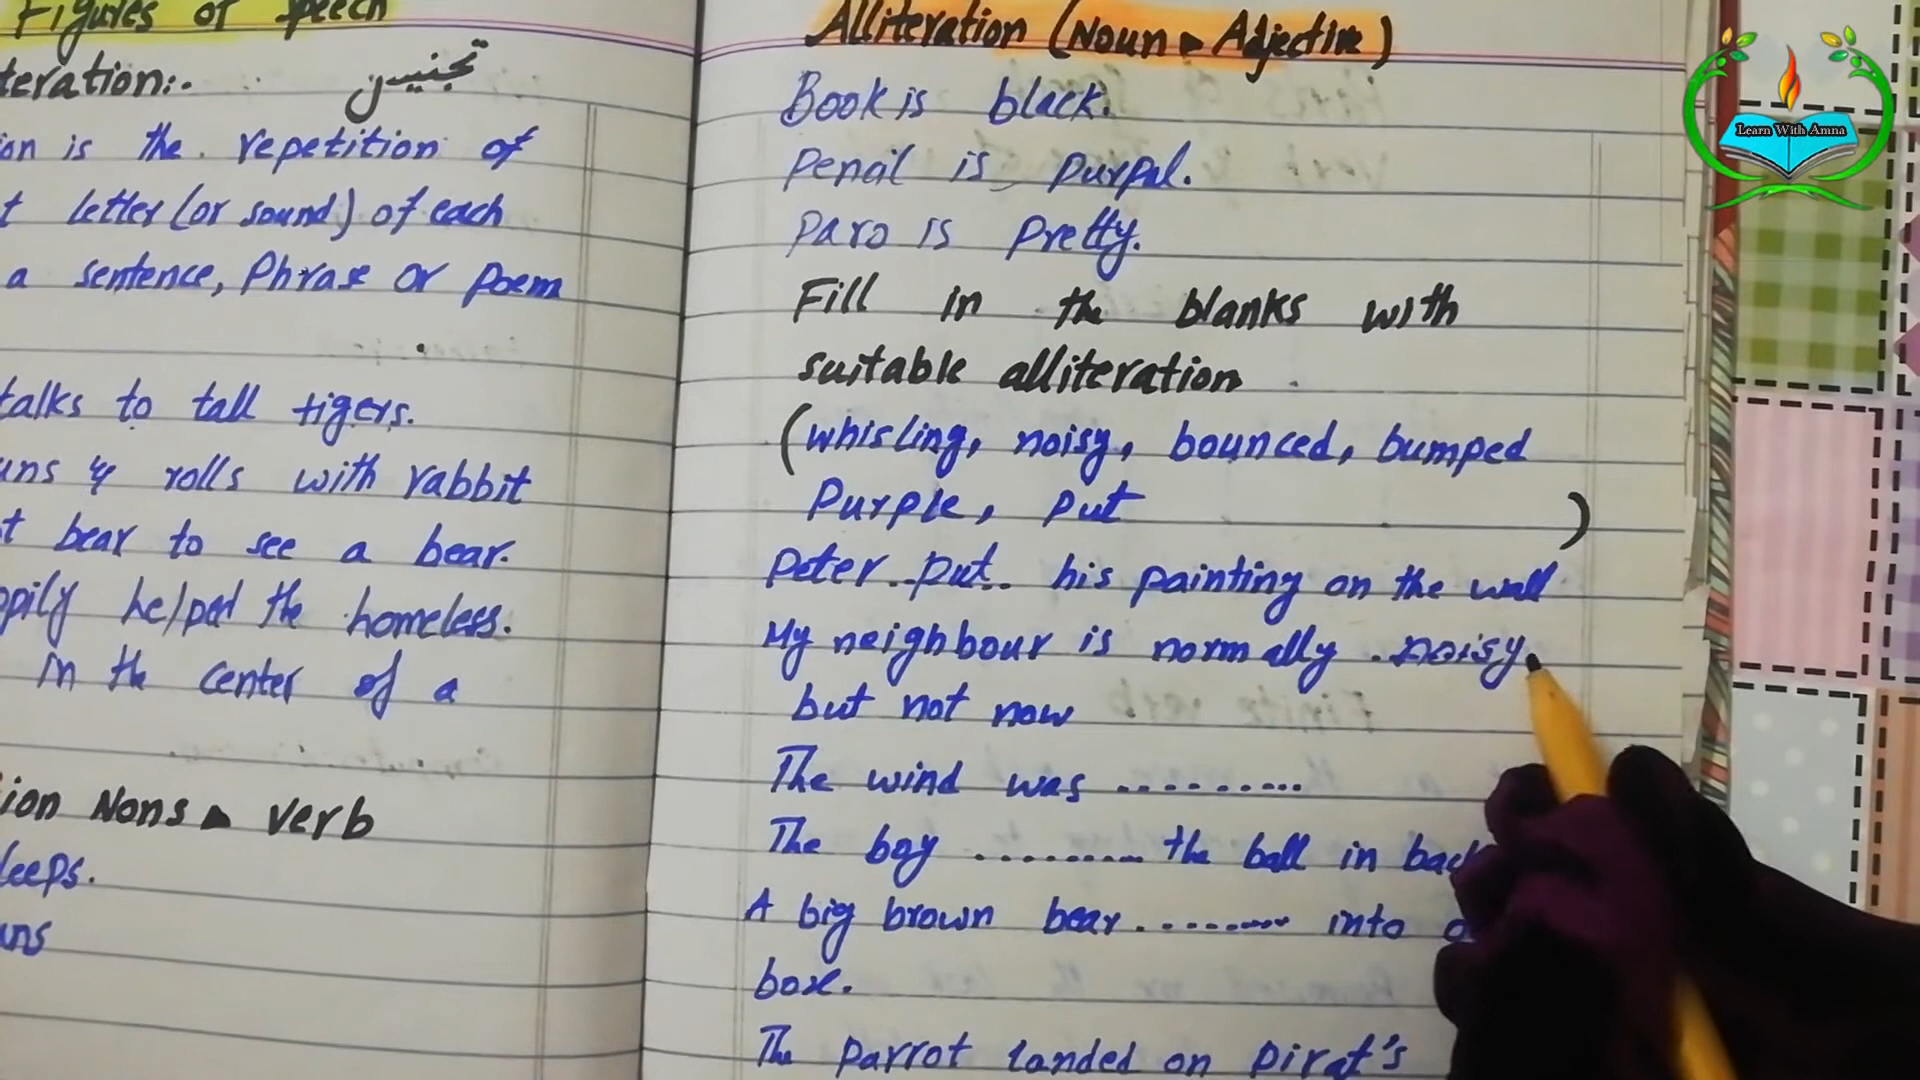 Figures of speech
teration:. تجنیس
on is the repetition of
t letter (or sound) of each
a sentence, Phrase or Poem
talks to tall tigers.
uns & rolls with rabbit
t bear to see a bear.
ppily helped the homeless.
in the center of a
ion Nons ▸ verb
leeps.
uns
Alliteration (Noun ▸ Adjective)
Book is black.
Pencil is purpal.
Paro is pretty.
Fill in the blanks with
suitable alliteration
(whisling, noisy, bounced, bumped
Purple, put )
Peter..put.. his painting on the wall
My neighbour is normally .noisy.
but not now
The wind was ..........
The boy .......... the ball in back
A big brown bear......... into a
box.
The parrot landed on pirat's
Learn With Amna